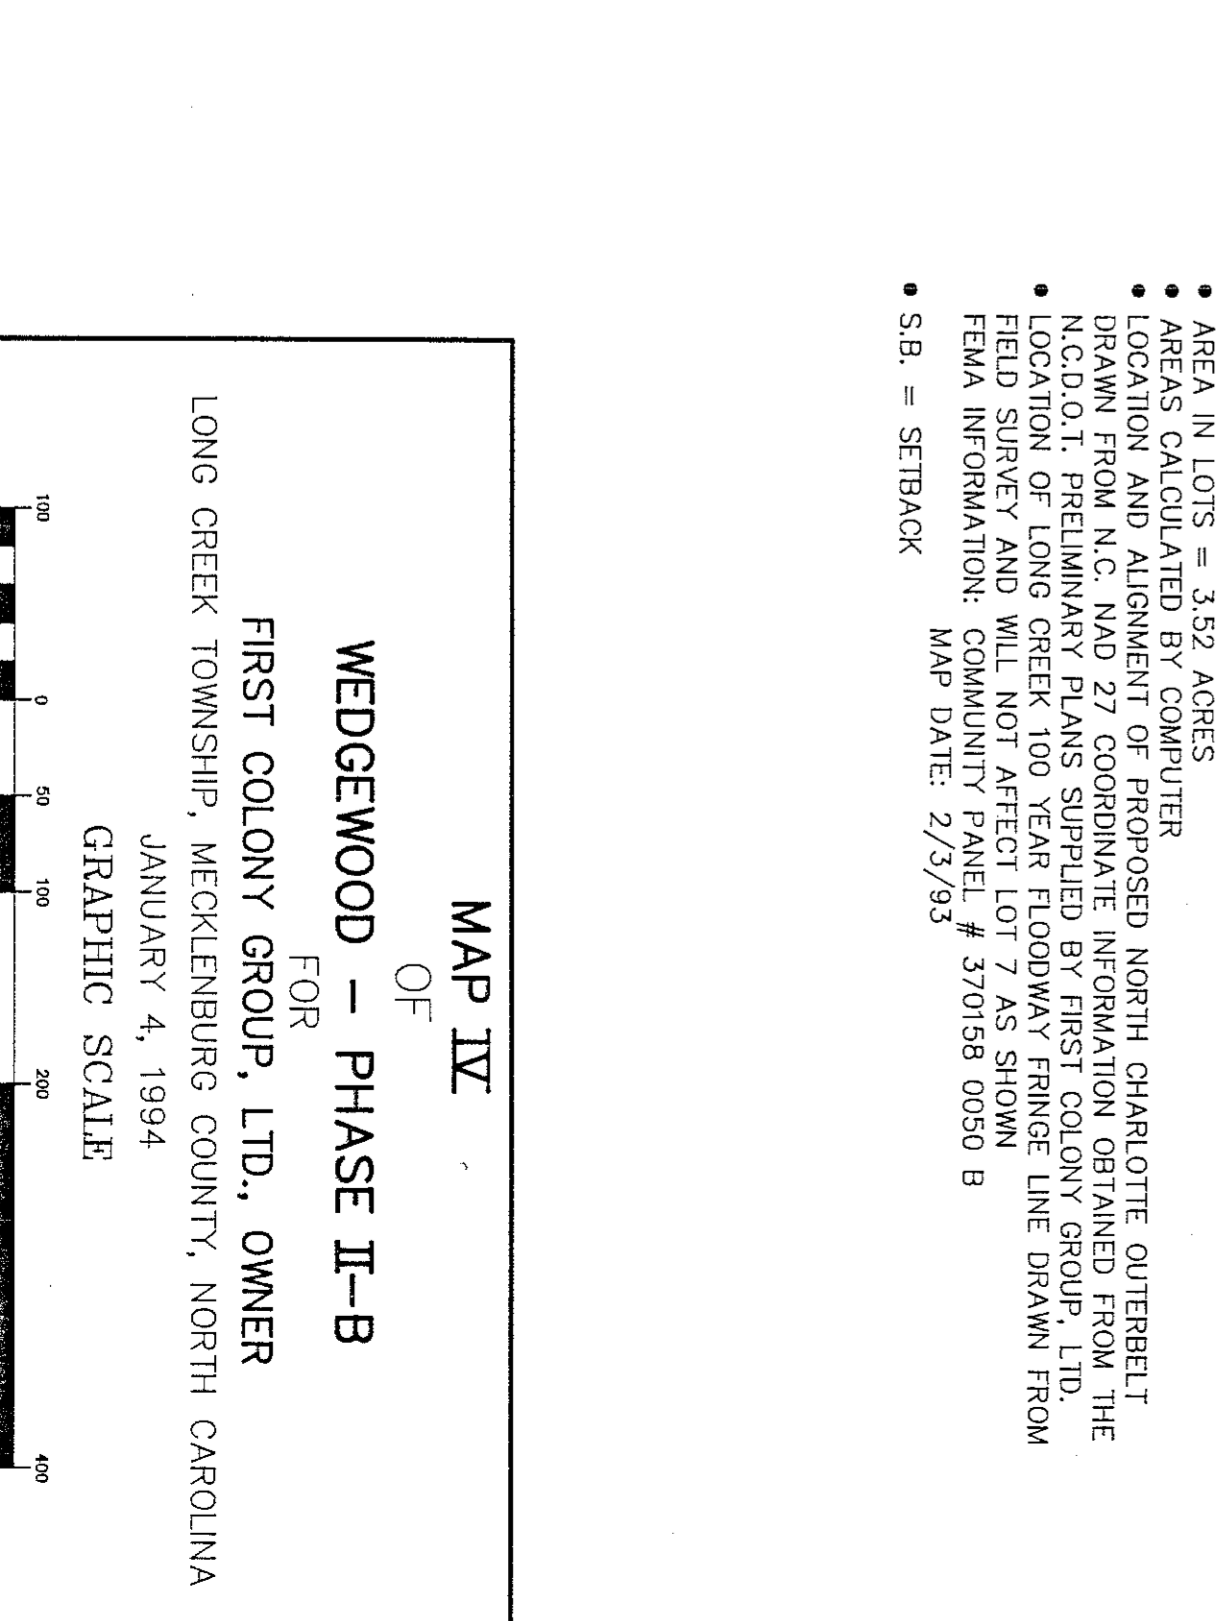 • AREA IN LOTS = 3.52 ACRES
• AREAS CALCULATED BY COMPUTER
• LOCATION AND ALIGNMENT OF PROPOSED NORTH CHARLOTTE OUTERBELT
DRAWN FROM N.C. NAD 27 COORDINATE INFORMATION OBTAINED FROM THE
N.C.D.O.T. PRELIMINARY PLANS SUPPLIED BY FIRST COLONY GROUP, LTD.
• LOCATION OF LONG CREEK 100 YEAR FLOODWAY FRINGE LINE DRAWN FROM
FIELD SURVEY AND WILL NOT AFFECT LOT 7 AS SHOWN
FEMA INFORMATION: COMMUNITY PANEL # 370158 0050 B
MAP DATE: 2/3/93
• S.B. = SETBACK
MAP IV
OF
WEDGEWOOD – PHASE II–B
FOR
FIRST COLONY GROUP, LTD., OWNER
LONG CREEK TOWNSHIP, MECKLENBURG COUNTY, NORTH CAROLINA
JANUARY 4, 1994
GRAPHIC SCALE
100 0 50 100 200 400